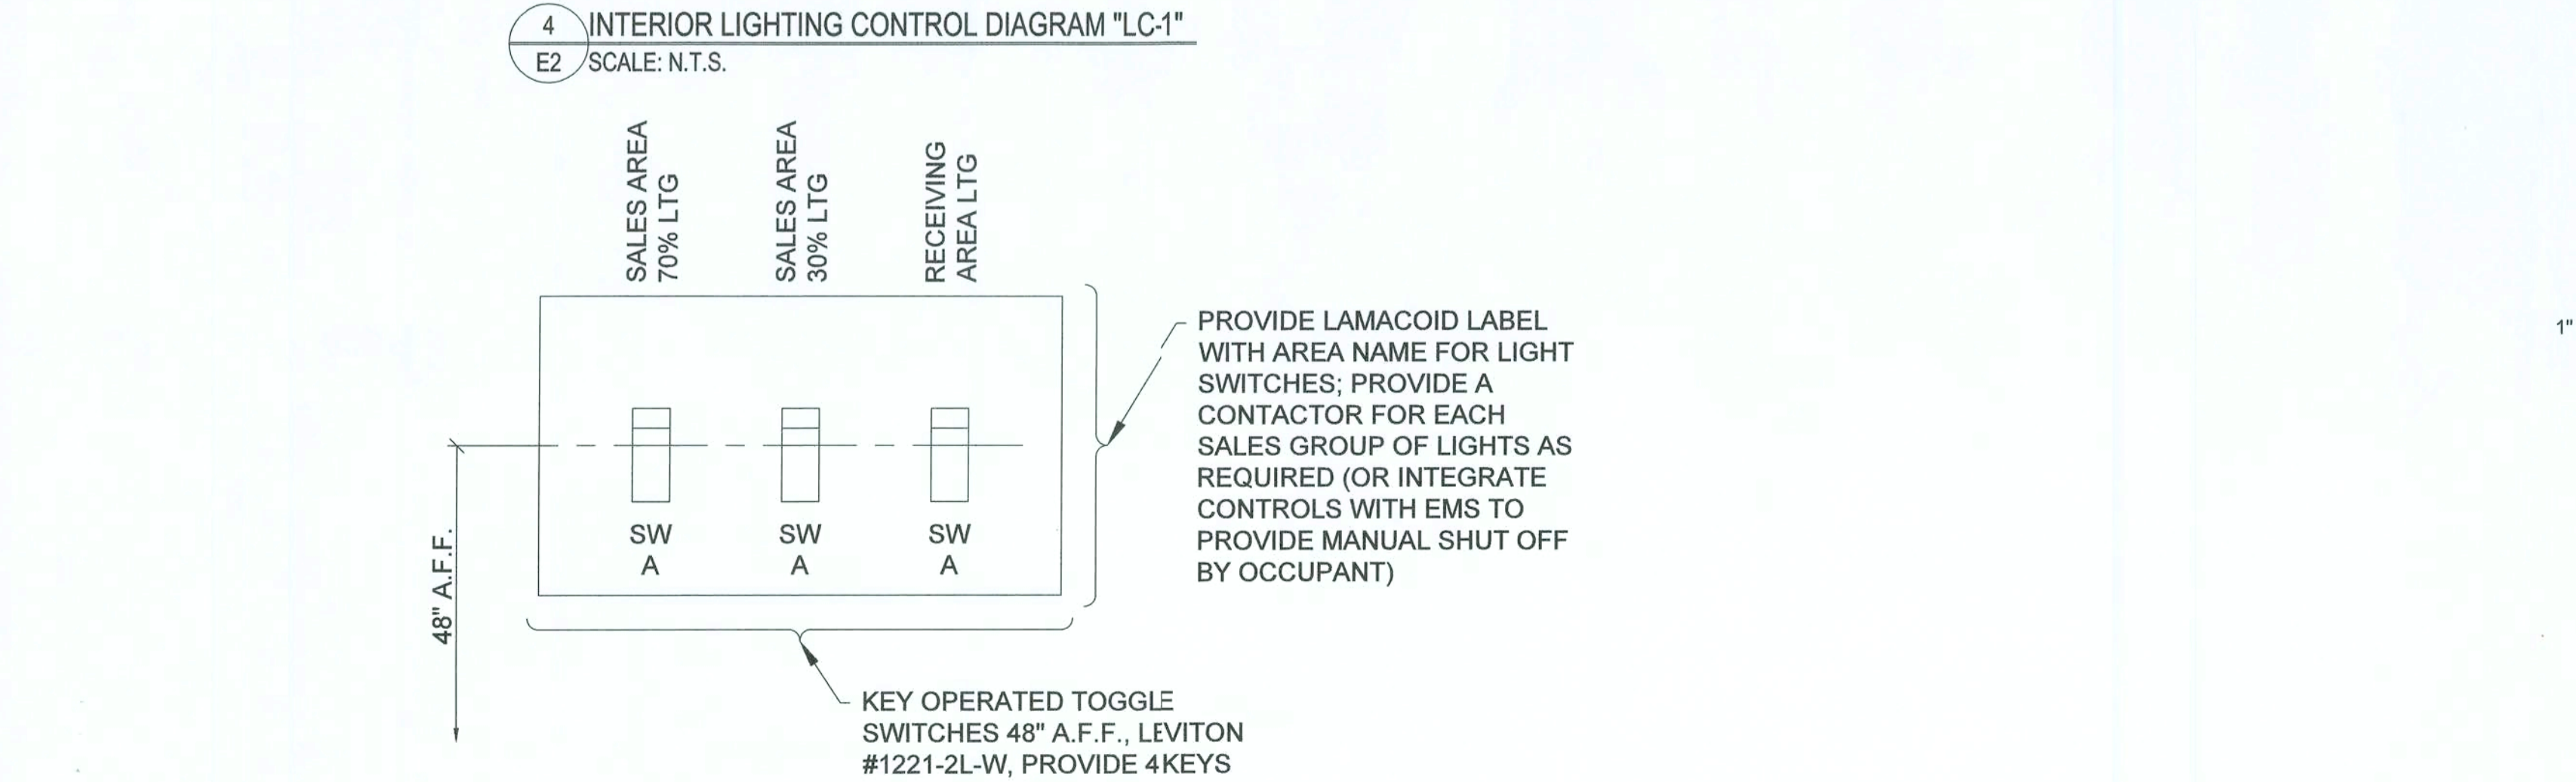 4
E2
INTERIOR LIGHTING CONTROL DIAGRAM "LC-1"
SCALE: N.T.S.
SALES AREA
70% LTG
SALES AREA
30% LTG
RECEIVING
AREA LTG
SW
A
SW
A
SW
A
48" A.F.F.
PROVIDE LAMACOID LABEL
WITH AREA NAME FOR LIGHT
SWITCHES; PROVIDE A
CONTACTOR FOR EACH
SALES GROUP OF LIGHTS AS
REQUIRED (OR INTEGRATE
CONTROLS WITH EMS TO
PROVIDE MANUAL SHUT OFF
BY OCCUPANT)
KEY OPERATED TOGGLE
SWITCHES 48" A.F.F., LEVITON
#1221-2L-W, PROVIDE 4 KEYS
1"